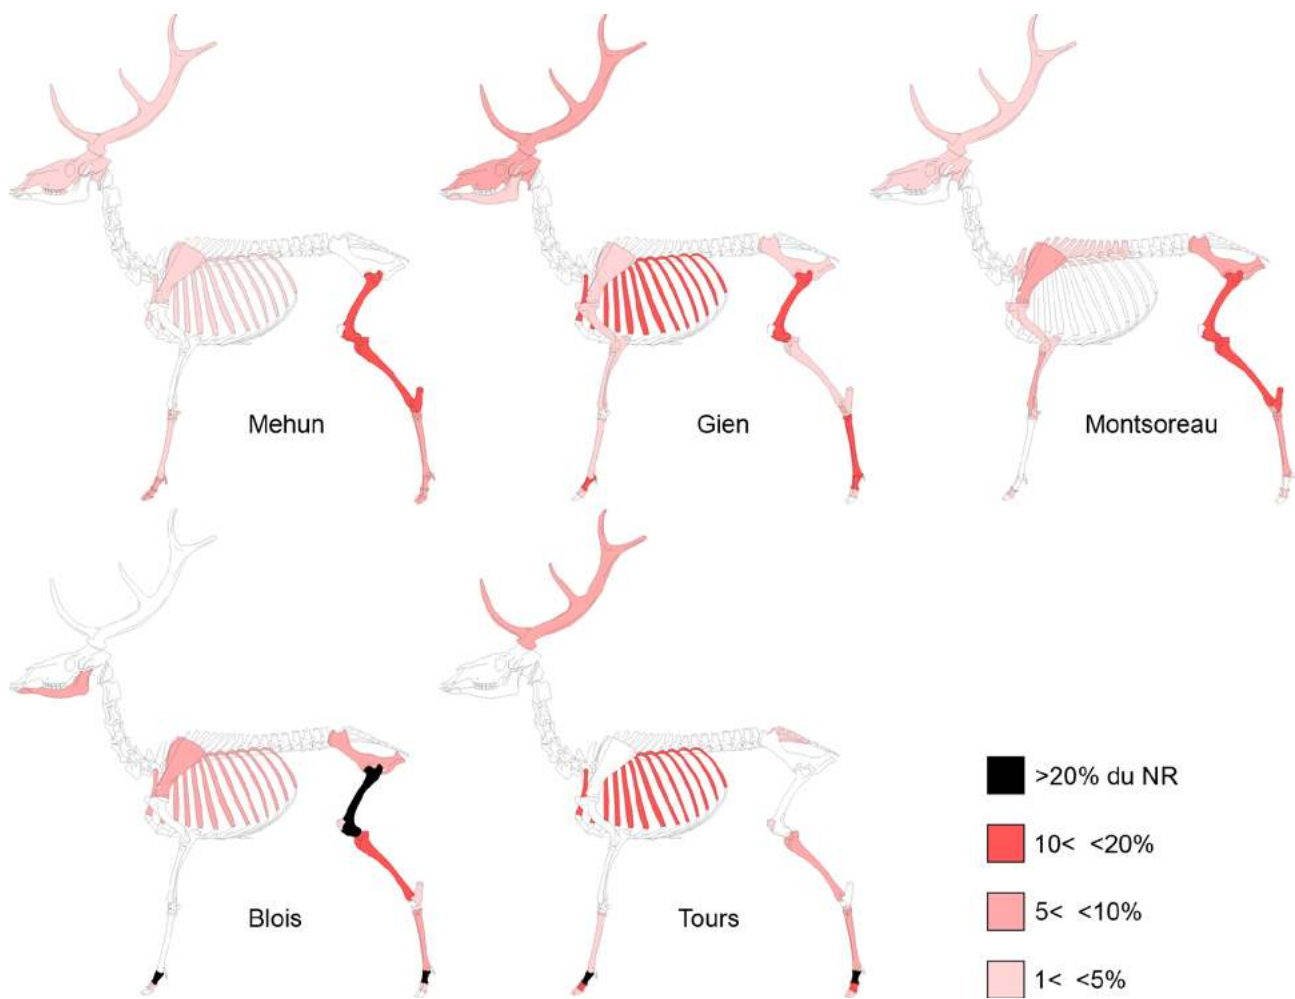 Mehun
Gien
Montsoreau
Blois
Tours
>20% du NR
10< <20%
5< <10%
1< <5%